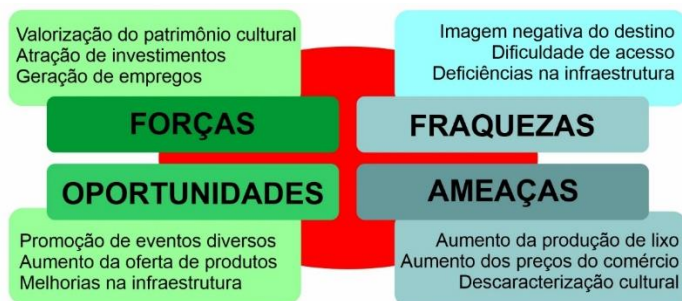 Valorização do patrimônio cultural
Atração de investimentos
Geração de empregos
FORÇAS
Imagem negativa do destino
Dificuldade de acesso
Deficiências na infraestrutura
FRAQUEZAS
OPORTUNIDADES
Promoção de eventos diversos
Aumento da oferta de produtos
Melhorias na infraestrutura
AMEAÇAS
Aumento da produção de lixo
Aumento dos preços do comércio
Descaracterização cultural